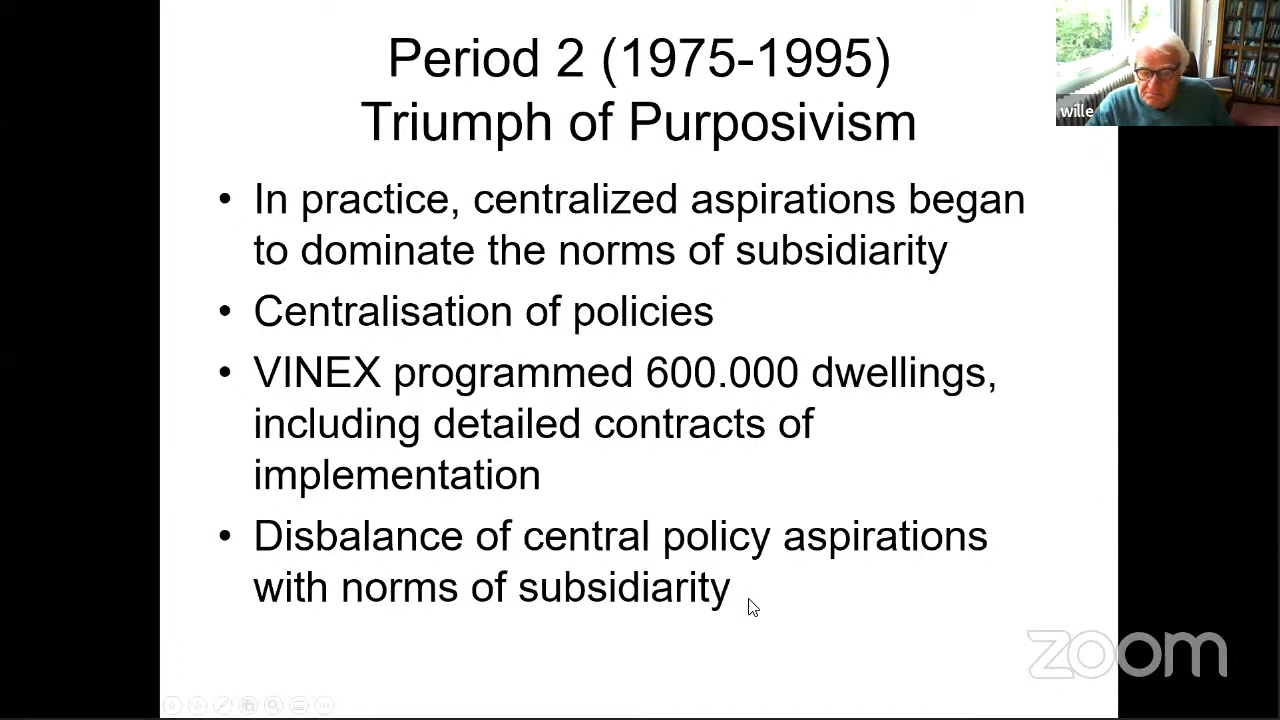 Period 2 (1975-1995)
Triumph of Purposivism
wille
• In practice, centralized aspirations began
to dominate the norms of subsidiarity
• Centralisation of policies
• VINEX programmed 600.000 dwellings,
including detailed contracts of
implementation
• Disbalance of central policy aspirations
with norms of subsidiarity
zoom